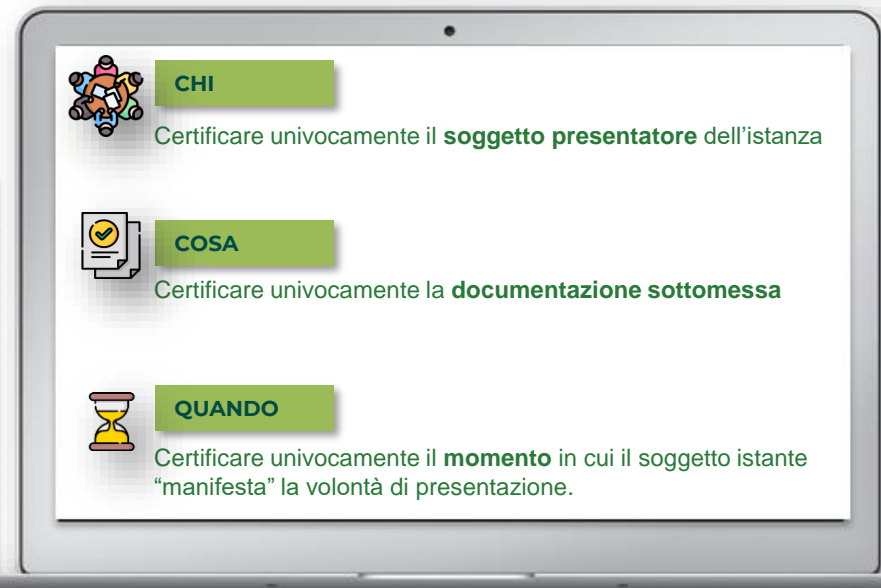 CHI
Certificare univocamente il soggetto presentatore dell’istanza
COSA
Certificare univocamente la documentazione sottomessa
QUANDO
Certificare univocamente il momento in cui il soggetto istante
“manifesta” la volontà di presentazione.